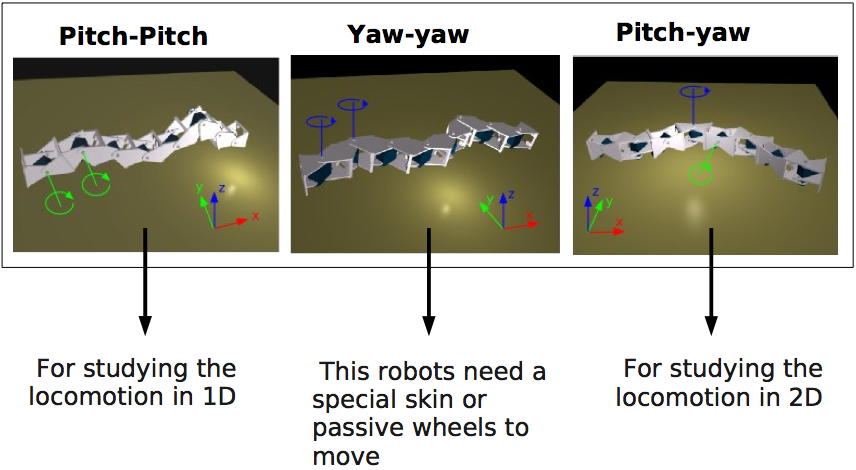 Pitch-Pitch
Yaw-yaw
Pitch-yaw
y
z
x
y
z
x
z
y
x
For studying the
locomotion in 1D
This robots need a
special skin or
passive wheels to
move
For studying the
locomotion in 2D